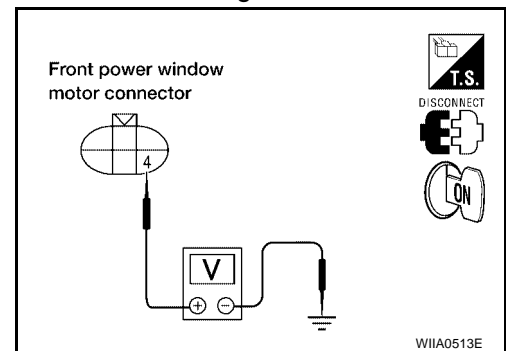 Front power window
motor connector
T.S.
DISCONNECT
4
ON
V
+ −
WIIA0513E